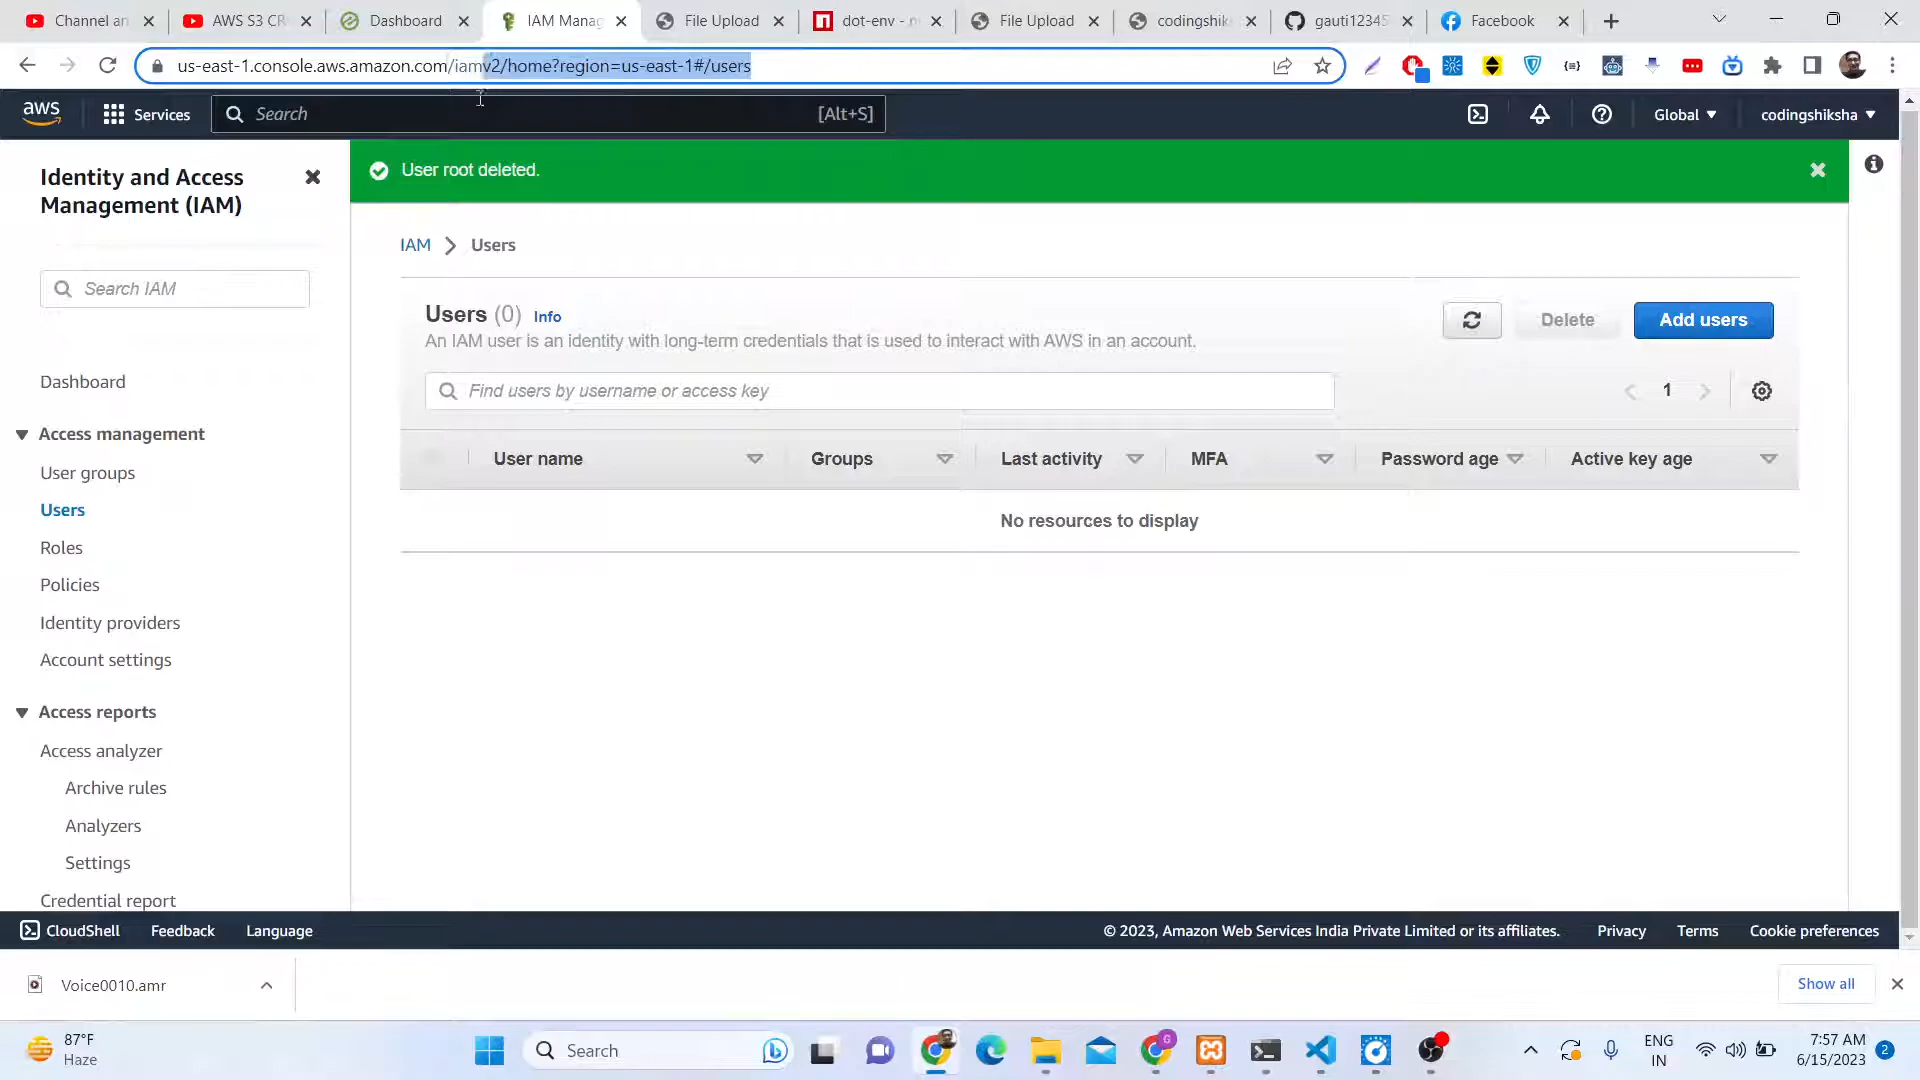 Channel an
AWS S3 CR
Dashboard
IAM Manag
File Upload
dot-env - n
File Upload
codingshik
gauti12345
Facebook
us-east-1.console.aws.amazon.com/iamv2/home?region=us-east-1#/users
aws
Services
Search
[Alt+S]
Global
codingshiksha
Identity and Access
Management (IAM)
User root deleted.
Search IAM
Dashboard
Access management
User groups
Users
Roles
Policies
Identity providers
Account settings
Access reports
Access analyzer
Archive rules
Analyzers
Settings
Credential report
IAM
Users
Users (0) Info
An IAM user is an identity with long-term credentials that is used to interact with AWS in an account.
Delete
Add users
Find users by username or access key
1
User name
Groups
Last activity
MFA
Password age
Active key age
No resources to display
CloudShell
Feedback
Language
© 2023, Amazon Web Services India Private Limited or its affiliates.
Privacy
Terms
Cookie preferences
Voice0010.amr
Show all
87°F
Haze
Search
G
ENG
IN
7:57 AM
6/15/2023
2